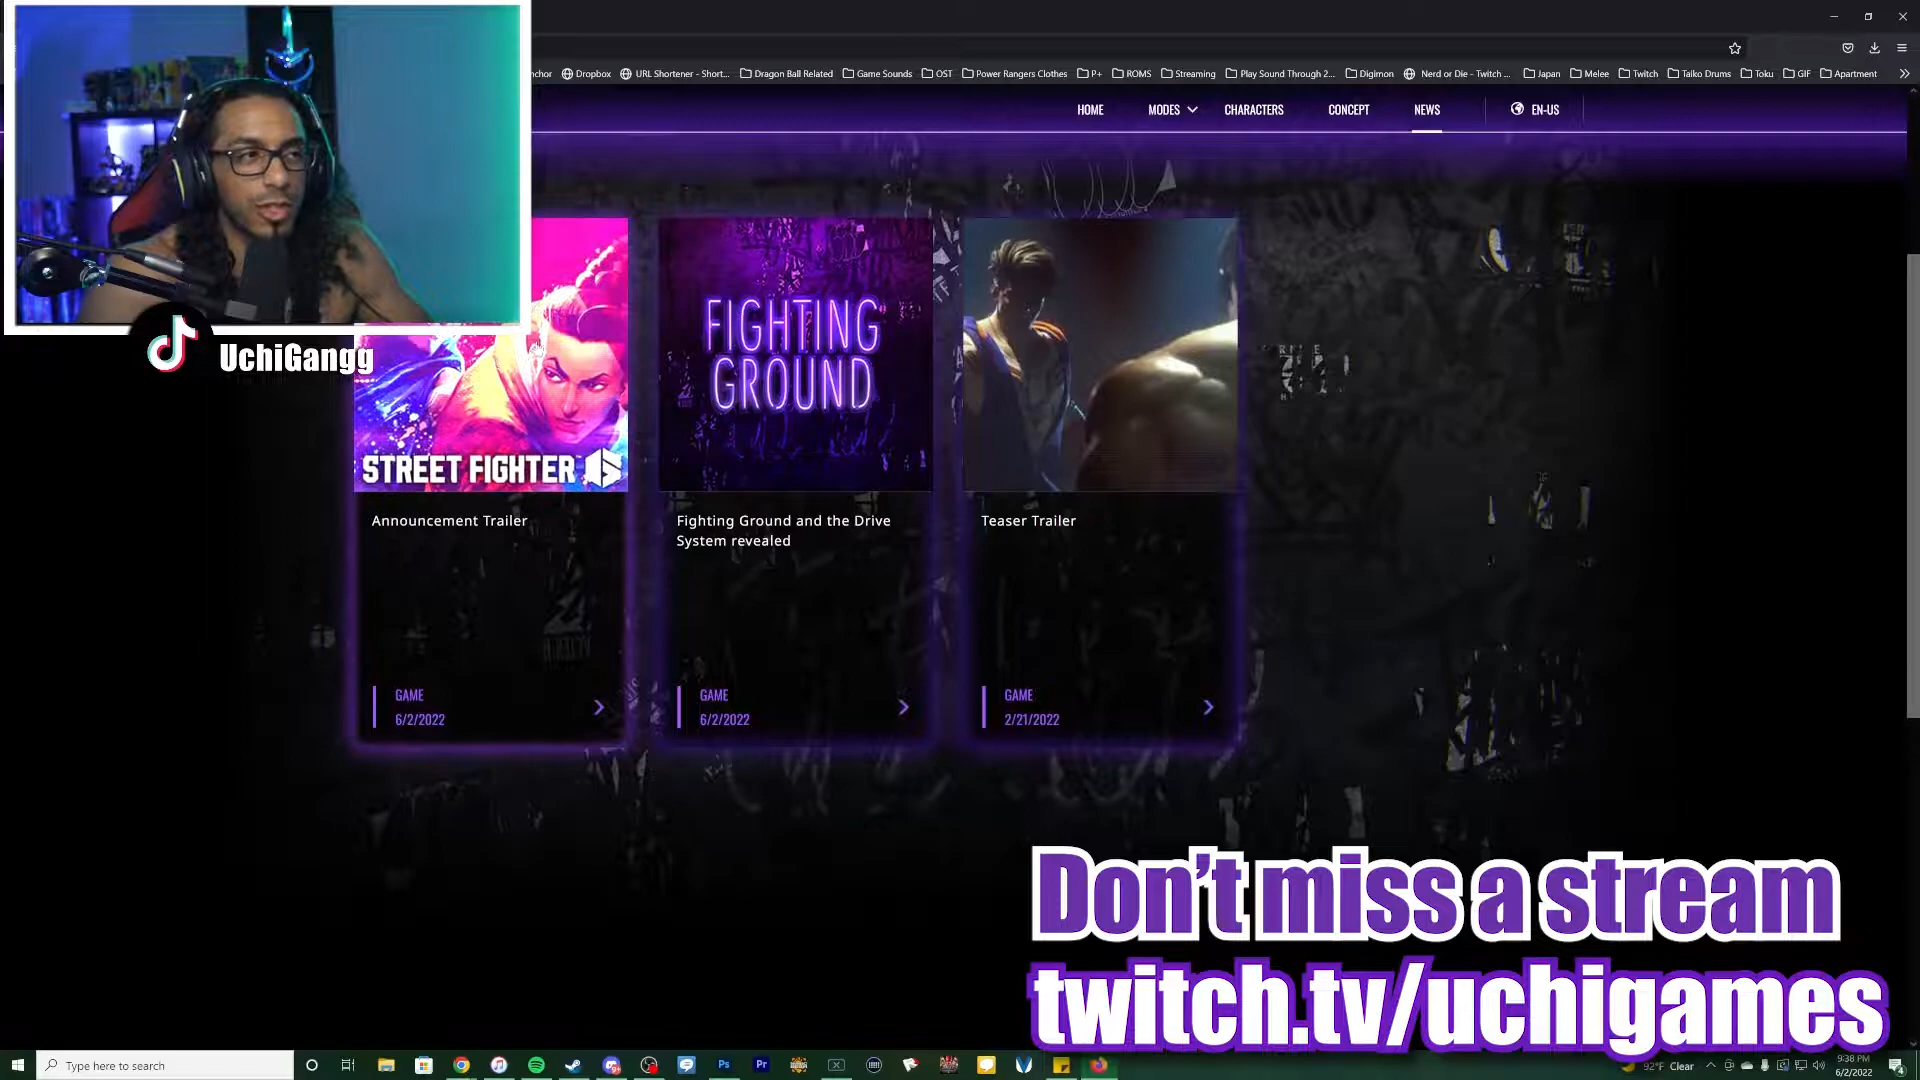 nchor Dropbox URL Shortener - Short... Dragon Ball Related Game Sounds OST Power Rangers Clothes P+ ROMS Streaming Play Sound Through 2... Digimon Nerd or Die - Twitch ... Japan Melee Twitch Taiko Drums Toku GIF Apartment
HOME MODES CHARACTERS CONCEPT NEWS EN-US
UchiGangg
STREET FIGHTER 6
FIGHTING
GROUND
Announcement Trailer
Fighting Ground and the Drive
System revealed
Teaser Trailer
GAME
6/2/2022
GAME
6/2/2022
GAME
2/21/2022
Don't miss a stream
twitch.tv/uchigames
Type here to search
Ps Pr
92°F Clear
9:38 PM
6/2/2022
4